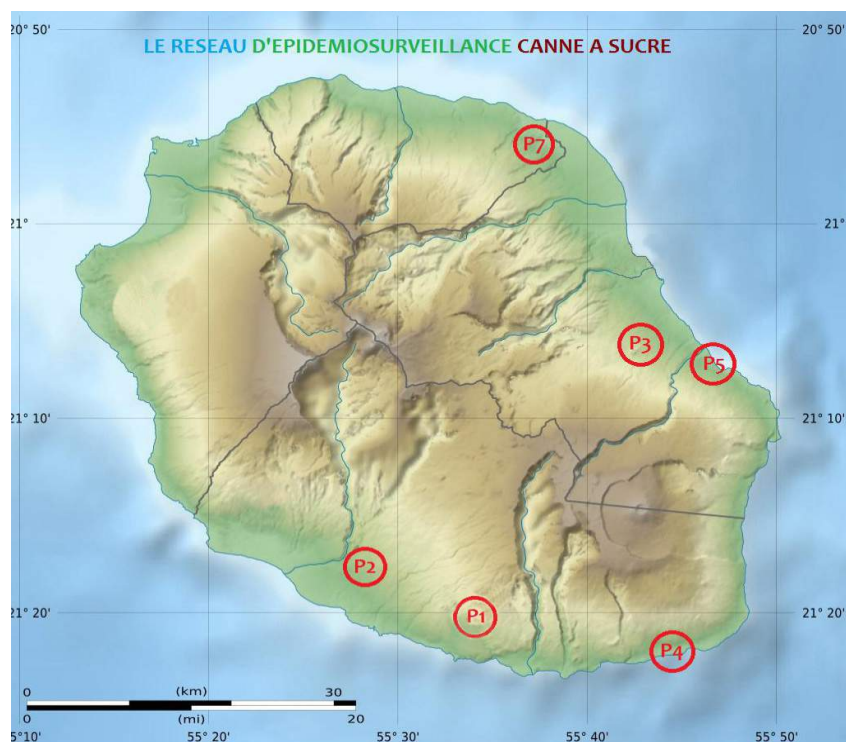 20° 50'
20° 50'
LE RESEAU D'EPIDEMIOSURVEILLANCE CANNE A SUCRE
P7
21°
21°
P3
P5
21° 10'
21° 10'
P2
21° 20'
P1
21° 20'
P4
0 (km) 30
0 (mi) 20
5° 10'
55° 20'
55° 30'
55° 40'
55° 50'